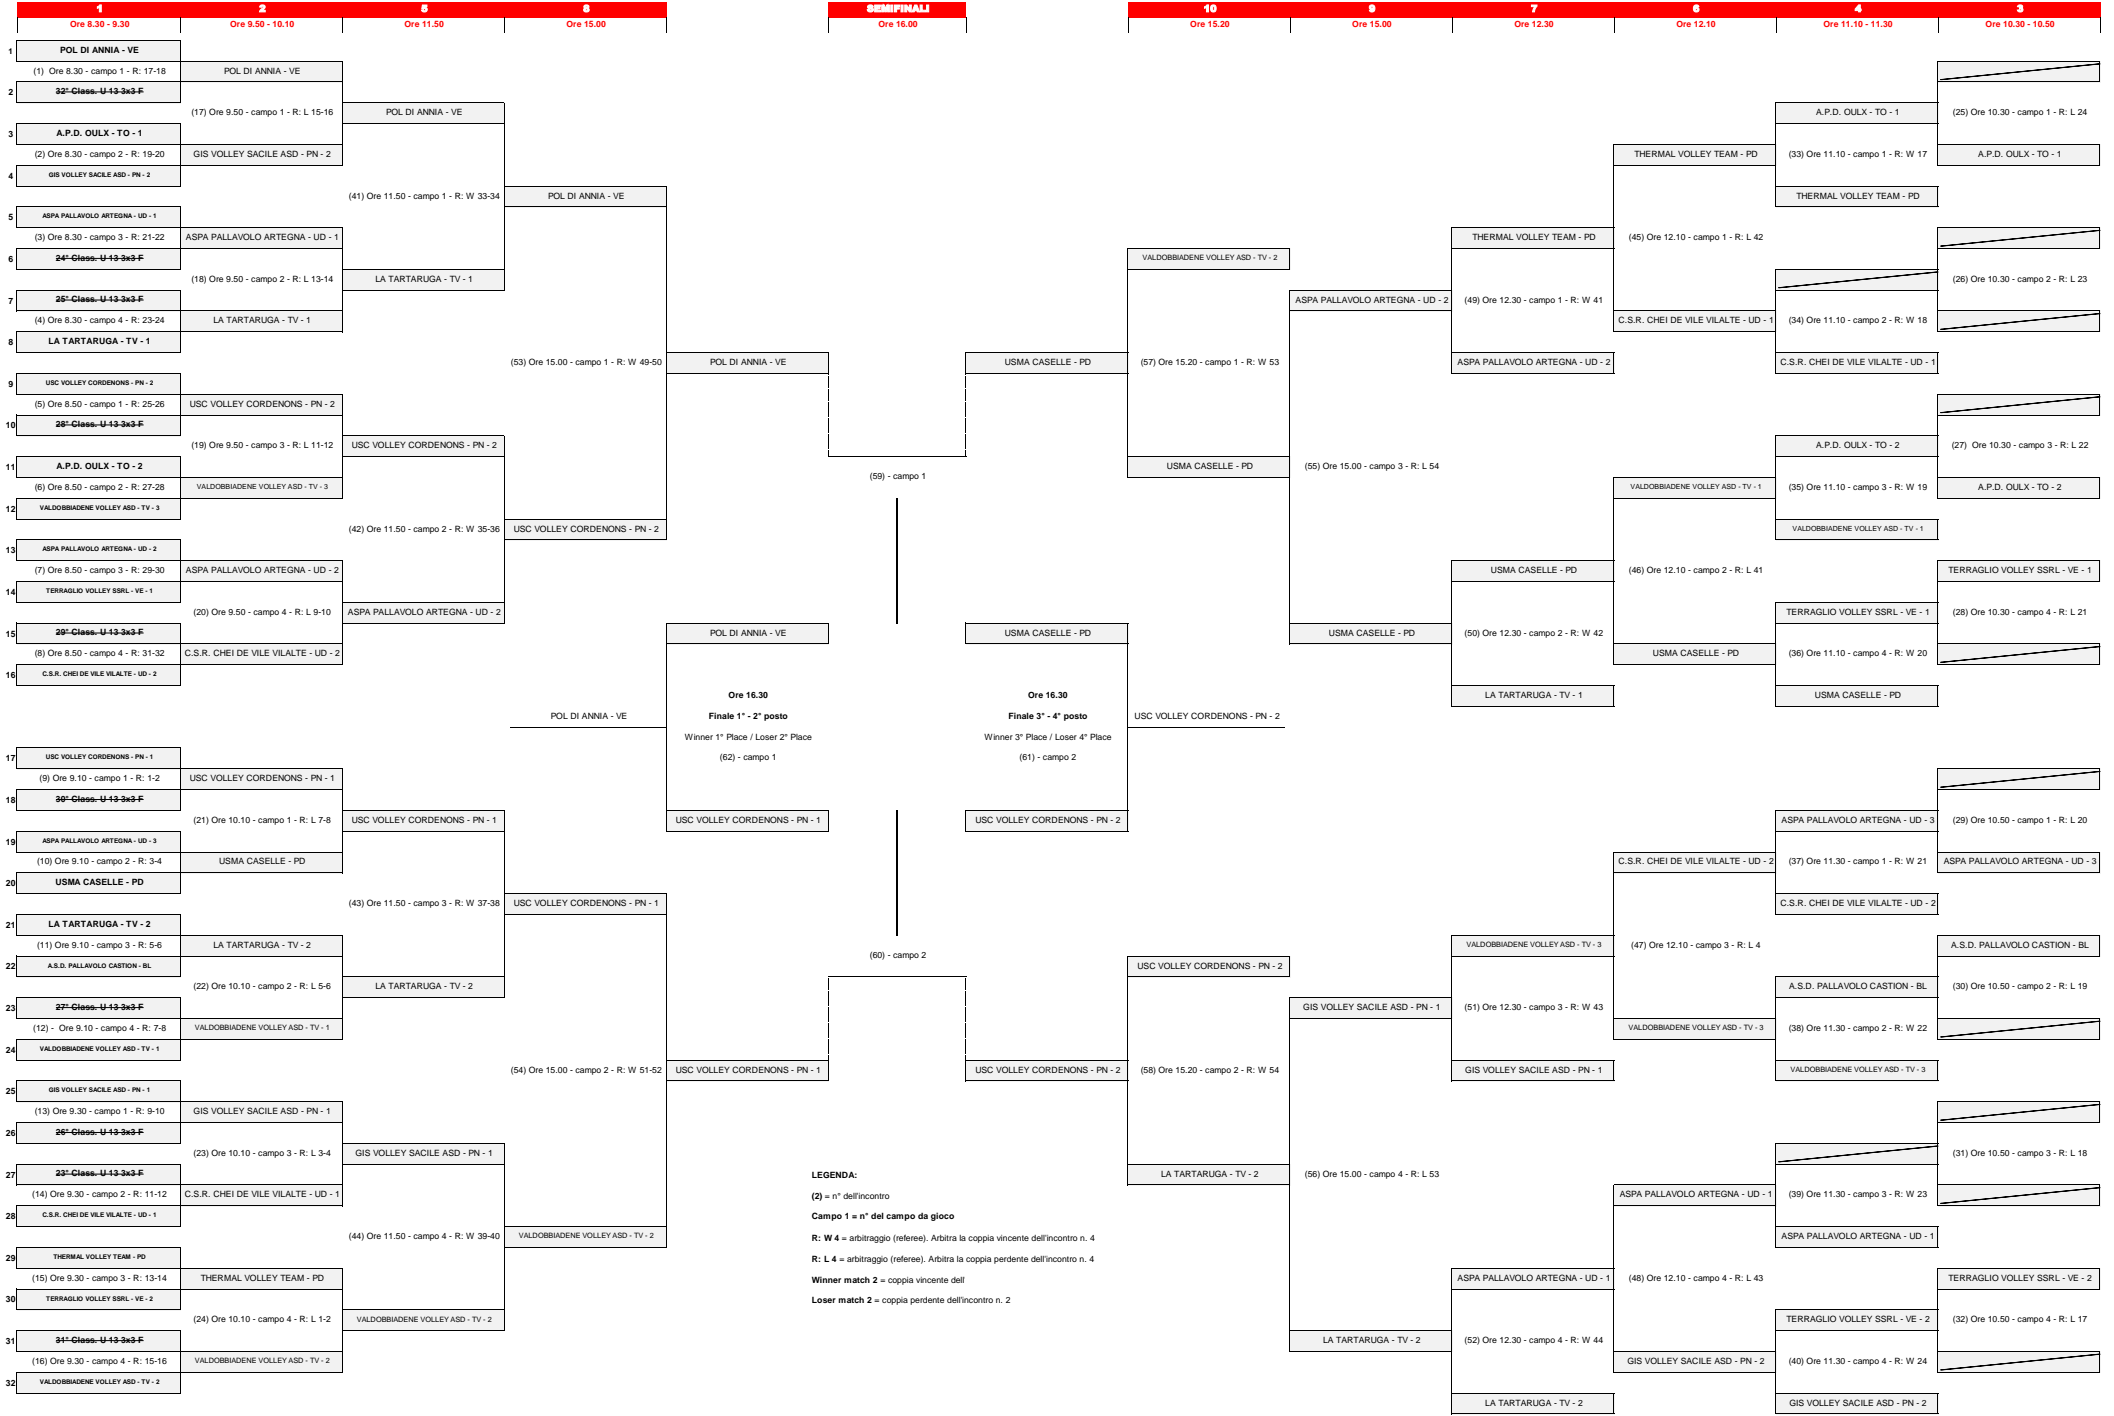 1 2 5 8 SEMIFINALI 10 9 7 6 4 3
Ore 8.30 - 9.30 Ore 9.50 - 10.10 Ore 11.50 Ore 15.00 Ore 16.00 Ore 15.20 Ore 15.00 Ore 12.30 Ore 12.10 Ore 11.10 - 11.30 Ore 10.30 - 10.50
1 POL DI ANNIA - VE
(1) Ore 8.30 - campo 1 - R: 17-18 POL DI ANNIA - VE
2 32° Class. U 13 3x3 F
(17) Ore 9.50 - campo 1 - R: L 15-16 POL DI ANNIA - VE A.P.D. OULX - TO - 1 (25) Ore 10.30 - campo 1 - R: L 24
3 A.P.D. OULX - TO - 1
(2) Ore 8.30 - campo 2 - R: 19-20 GIS VOLLEY SACILE ASD - PN - 2 THERMAL VOLLEY TEAM - PD (33) Ore 11.10 - campo 1 - R: W 17 A.P.D. OULX - TO - 1
4 GIS VOLLEY SACILE ASD - PN - 2
(41) Ore 11.50 - campo 1 - R: W 33-34 POL DI ANNIA - VE THERMAL VOLLEY TEAM - PD
5 ASPA PALLAVOLO ARTEGNA - UD - 1
(3) Ore 8.30 - campo 3 - R: 21-22 ASPA PALLAVOLO ARTEGNA - UD - 1 THERMAL VOLLEY TEAM - PD (45) Ore 12.10 - campo 1 - R: L 42
6 24° Class. U 13 3x3 F VALDOBBIADENE VOLLEY ASD - TV - 2
(18) Ore 9.50 - campo 2 - R: L 13-14 LA TARTARUGA - TV - 1 (26) Ore 10.30 - campo 2 - R: L 23
7 25° Class. U 13 3x3 F ASPA PALLAVOLO ARTEGNA - UD - 2 (49) Ore 12.30 - campo 1 - R: W 41
(4) Ore 8.30 - campo 4 - R: 23-24 LA TARTARUGA - TV - 1 C.S.R. CHEI DE VILE VILALTE - UD - 1 (34) Ore 11.10 - campo 2 - R: W 18
8 LA TARTARUGA - TV - 1
(53) Ore 15.00 - campo 1 - R: W 49-50 POL DI ANNIA - VE USMA CASELLE - PD (57) Ore 15.20 - campo 1 - R: W 53 ASPA PALLAVOLO ARTEGNA - UD - 2 C.S.R. CHEI DE VILE VILALTE - UD - 1
9 USC VOLLEY CORDENONS - PN - 2
(5) Ore 8.50 - campo 1 - R: 25-26 USC VOLLEY CORDENONS - PN - 2
10 28° Class. U 13 3x3 F
(19) Ore 9.50 - campo 3 - R: L 11-12 USC VOLLEY CORDENONS - PN - 2 A.P.D. OULX - TO - 2 (27) Ore 10.30 - campo 3 - R: L 22
11 A.P.D. OULX - TO - 2 USMA CASELLE - PD (55) Ore 15.00 - campo 3 - R: L 54
(59) - campo 1
(6) Ore 8.50 - campo 2 - R: 27-28 VALDOBBIADENE VOLLEY ASD - TV - 3 VALDOBBIADENE VOLLEY ASD - TV - 1 (35) Ore 11.10 - campo 3 - R: W 19 A.P.D. OULX - TO - 2
12 VALDOBBIADENE VOLLEY ASD - TV - 3
(42) Ore 11.50 - campo 2 - R: W 35-36 USC VOLLEY CORDENONS - PN - 2 VALDOBBIADENE VOLLEY ASD - TV - 1
13 ASPA PALLAVOLO ARTEGNA - UD - 2
(7) Ore 8.50 - campo 3 - R: 29-30 ASPA PALLAVOLO ARTEGNA - UD - 2 USMA CASELLE - PD (46) Ore 12.10 - campo 2 - R: L 41 TERRAGLIO VOLLEY SSRL - VE - 1
14 TERRAGLIO VOLLEY SSRL - VE - 1
(20) Ore 9.50 - campo 4 - R: L 9-10 ASPA PALLAVOLO ARTEGNA - UD - 2 TERRAGLIO VOLLEY SSRL - VE - 1 (28) Ore 10.30 - campo 4 - R: L 21
15 29° Class. U 13 3x3 F POL DI ANNIA - VE USMA CASELLE - PD USMA CASELLE - PD (50) Ore 12.30 - campo 2 - R: W 42
(8) Ore 8.50 - campo 4 - R: 31-32 C.S.R. CHEI DE VILE VILALTE - UD - 2 USMA CASELLE - PD (36) Ore 11.10 - campo 4 - R: W 20
16 C.S.R. CHEI DE VILE VILALTE - UD - 2
Ore 16.30 Ore 16.30 LA TARTARUGA - TV - 1 USMA CASELLE - PD
POL DI ANNIA - VE Finale 1° - 2° posto Finale 3° - 4° posto USC VOLLEY CORDENONS - PN - 2
Winner 1° Place / Loser 2° Place Winner 3° Place / Loser 4° Place
17 USC VOLLEY CORDENONS - PN - 1 (62) - campo 1 (61) - campo 2
(9) Ore 9.10 - campo 1 - R: 1-2 USC VOLLEY CORDENONS - PN - 1
18 30° Class. U 13 3x3 F
(21) Ore 10.10 - campo 1 - R: L 7-8 USC VOLLEY CORDENONS - PN - 1 USC VOLLEY CORDENONS - PN - 1 USC VOLLEY CORDENONS - PN - 2 ASPA PALLAVOLO ARTEGNA - UD - 3 (29) Ore 10.50 - campo 1 - R: L 20
19 ASPA PALLAVOLO ARTEGNA - UD - 3
(10) Ore 9.10 - campo 2 - R: 3-4 USMA CASELLE - PD C.S.R. CHEI DE VILE VILALTE - UD - 2 (37) Ore 11.30 - campo 1 - R: W 21 ASPA PALLAVOLO ARTEGNA - UD - 3
20 USMA CASELLE - PD
(43) Ore 11.50 - campo 3 - R: W 37-38 USC VOLLEY CORDENONS - PN - 1 C.S.R. CHEI DE VILE VILALTE - UD - 2
21 LA TARTARUGA - TV - 2
(11) Ore 9.10 - campo 3 - R: 5-6 LA TARTARUGA - TV - 2 VALDOBBIADENE VOLLEY ASD - TV - 3 (47) Ore 12.10 - campo 3 - R: L 4 A.S.D. PALLAVOLO CASTION - BL
(60) - campo 2
22 A.S.D. PALLAVOLO CASTION - BL USC VOLLEY CORDENONS - PN - 2
(22) Ore 10.10 - campo 2 - R: L 5-6 LA TARTARUGA - TV - 2 A.S.D. PALLAVOLO CASTION - BL (30) Ore 10.50 - campo 2 - R: L 19
23 27° Class. U 13 3x3 F GIS VOLLEY SACILE ASD - PN - 1 (51) Ore 12.30 - campo 3 - R: W 43
(12) - Ore 9.10 - campo 4 - R: 7-8 VALDOBBIADENE VOLLEY ASD - TV - 1 VALDOBBIADENE VOLLEY ASD - TV - 3 (38) Ore 11.30 - campo 2 - R: W 22
24 VALDOBBIADENE VOLLEY ASD - TV - 1
(54) Ore 15.00 - campo 2 - R: W 51-52 USC VOLLEY CORDENONS - PN - 1 USC VOLLEY CORDENONS - PN - 2 (58) Ore 15.20 - campo 2 - R: W 54 GIS VOLLEY SACILE ASD - PN - 1 VALDOBBIADENE VOLLEY ASD - TV - 3
25 GIS VOLLEY SACILE ASD - PN - 1
(13) Ore 9.30 - campo 1 - R: 9-10 GIS VOLLEY SACILE ASD - PN - 1
26 26° Class. U 13 3x3 F
(23) Ore 10.10 - campo 3 - R: L 3-4 GIS VOLLEY SACILE ASD - PN - 1 (31) Ore 10.50 - campo 3 - R: L 18
27 23° Class. U 13 3x3 F LEGENDA: LA TARTARUGA - TV - 2 (56) Ore 15.00 - campo 4 - R: L 53
(14) Ore 9.30 - campo 2 - R: 11-12 C.S.R. CHEI DE VILE VILALTE - UD - 1 (2) = n° dell'incontro ASPA PALLAVOLO ARTEGNA - UD - 1 (39) Ore 11.30 - campo 3 - R: W 23
28 C.S.R. CHEI DE VILE VILALTE - UD - 1 Campo 1 = n° del campo da gioco
(44) Ore 11.50 - campo 4 - R: W 39-40 VALDOBBIADENE VOLLEY ASD - TV - 2 R: W 4 = arbitraggio (referee). Arbitra la coppia vincente dell'incontro n. 4 ASPA PALLAVOLO ARTEGNA - UD - 1
29 THERMAL VOLLEY TEAM - PD R: L 4 = arbitraggio (referee). Arbitra la coppia perdente dell'incontro n. 4
(15) Ore 9.30 - campo 3 - R: 13-14 THERMAL VOLLEY TEAM - PD Winner match 2 = coppia vincente dell ASPA PALLAVOLO ARTEGNA - UD - 1 (48) Ore 12.10 - campo 4 - R: L 43 TERRAGLIO VOLLEY SSRL - VE - 2
30 TERRAGLIO VOLLEY SSRL - VE - 2 Loser match 2 = coppia perdente dell'incontro n. 2
(24) Ore 10.10 - campo 4 - R: L 1-2 VALDOBBIADENE VOLLEY ASD - TV - 2 TERRAGLIO VOLLEY SSRL - VE - 2 (32) Ore 10.50 - campo 4 - R: L 17
31 31° Class. U 13 3x3 F LA TARTARUGA - TV - 2 (52) Ore 12.30 - campo 4 - R: W 44
(16) Ore 9.30 - campo 4 - R: 15-16 VALDOBBIADENE VOLLEY ASD - TV - 2 GIS VOLLEY SACILE ASD - PN - 2 (40) Ore 11.30 - campo 4 - R: W 24
32 VALDOBBIADENE VOLLEY ASD - TV - 2
LA TARTARUGA - TV - 2 GIS VOLLEY SACILE ASD - PN - 2